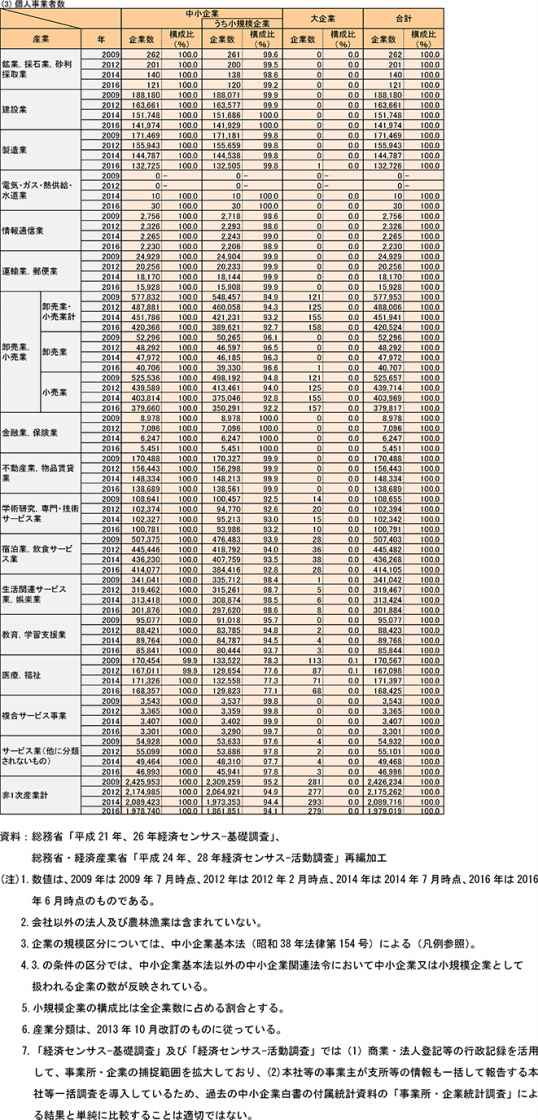 (3) 個人事業者数
産業 年 中小企業 うち小規模企業 大企業 合計
企業数 構成比(%) 企業数 構成比(%) 企業数 構成比(%) 企業数 構成比(%)
鉱業，採石業，砂利採取業
2009 262 100.0 261 99.6 0 0.0 262 100.0
2012 201 100.0 200 99.5 0 0.0 201 100.0
2014 140 100.0 138 98.6 0 0.0 140 100.0
2016 121 100.0 120 99.2 0 0.0 121 100.0
建設業
2009 188,180 100.0 188,071 99.9 0 0.0 188,180 100.0
2012 163,661 100.0 163,577 99.9 0 0.0 163,661 100.0
2014 151,748 100.0 151,686 100.0 0 0.0 151,748 100.0
2016 141,974 100.0 141,929 100.0 0 0.0 141,974 100.0
製造業
2009 171,469 100.0 171,181 99.8 0 0.0 171,469 100.0
2012 155,943 100.0 155,659 99.8 0 0.0 155,943 100.0
2014 144,787 100.0 144,538 99.8 0 0.0 144,787 100.0
2016 132,725 100.0 132,505 99.8 1 0.0 132,726 100.0
電気・ガス・熱供給・水道業
2009 0 - 0 - 0 - 0 -
2012 0 - 0 - 0 - 0 -
2014 10 100.0 10 100.0 0 0.0 10 100.0
2016 30 100.0 30 100.0 0 0.0 30 100.0
情報通信業
2009 2,756 100.0 2,718 98.6 0 0.0 2,756 100.0
2012 2,326 100.0 2,293 98.6 0 0.0 2,326 100.0
2014 2,265 100.0 2,243 99.0 0 0.0 2,265 100.0
2016 2,230 100.0 2,206 98.9 0 0.0 2,230 100.0
運輸業，郵便業
2009 24,929 100.0 24,904 99.9 0 0.0 24,929 100.0
2012 20,256 100.0 20,233 99.9 0 0.0 20,256 100.0
2014 18,170 100.0 18,144 99.9 0 0.0 18,170 100.0
2016 15,928 100.0 15,908 99.9 0 0.0 15,928 100.0
卸売業，小売業
卸売業・小売業計
2009 577,832 100.0 548,457 94.9 121 0.0 577,953 100.0
2012 487,881 100.0 460,058 94.3 125 0.0 488,006 100.0
2014 451,786 100.0 421,231 93.2 155 0.0 451,941 100.0
2016 420,366 100.0 389,621 92.7 158 0.0 420,524 100.0
卸売業
2009 52,296 100.0 50,265 96.1 0 0.0 52,296 100.0
2012 48,292 100.0 46,597 96.5 0 0.0 48,292 100.0
2014 47,972 100.0 46,185 96.3 0 0.0 47,972 100.0
2016 40,706 100.0 39,330 96.6 1 0.0 40,707 100.0
小売業
2009 525,536 100.0 498,192 94.8 121 0.0 525,657 100.0
2012 439,589 100.0 413,461 94.0 125 0.0 439,714 100.0
2014 403,814 100.0 375,046 92.8 155 0.0 403,969 100.0
2016 379,660 100.0 350,291 92.2 157 0.0 379,817 100.0
金融業，保険業
2009 8,978 100.0 8,978 100.0 0 0.0 8,978 100.0
2012 7,096 100.0 7,096 100.0 0 0.0 7,096 100.0
2014 6,247 100.0 6,247 100.0 0 0.0 6,247 100.0
2016 5,451 100.0 5,451 100.0 0 0.0 5,451 100.0
不動産業，物品賃貸業
2009 170,488 100.0 170,327 99.9 0 0.0 170,488 100.0
2012 156,443 100.0 156,298 99.9 0 0.0 156,443 100.0
2014 148,334 100.0 148,213 99.9 0 0.0 148,334 100.0
2016 138,689 100.0 138,561 99.9 0 0.0 138,689 100.0
学術研究，専門・技術サービス業
2009 108,641 100.0 100,457 92.5 14 0.0 108,655 100.0
2012 102,374 100.0 94,770 92.6 20 0.0 102,394 100.0
2014 102,327 100.0 95,213 93.0 15 0.0 102,342 100.0
2016 100,781 100.0 93,986 93.2 10 0.0 100,791 100.0
宿泊業，飲食サービス業
2009 507,375 100.0 476,483 93.9 28 0.0 507,403 100.0
2012 445,446 100.0 418,792 94.0 36 0.0 445,482 100.0
2014 436,230 100.0 407,759 93.5 38 0.0 436,268 100.0
2016 414,077 100.0 384,416 92.8 28 0.0 414,105 100.0
生活関連サービス業，娯楽業
2009 341,041 100.0 335,712 98.4 1 0.0 341,042 100.0
2012 319,462 100.0 315,261 98.7 5 0.0 319,467 100.0
2014 313,418 100.0 308,674 98.5 6 0.0 313,424 100.0
2016 301,876 100.0 297,620 98.6 8 0.0 301,884 100.0
教育，学習支援業
2009 95,077 100.0 91,018 95.7 0 0.0 95,077 100.0
2012 88,421 100.0 83,785 94.8 2 0.0 88,423 100.0
2014 89,764 100.0 84,787 94.5 4 0.0 89,768 100.0
2016 85,841 100.0 80,444 93.7 3 0.0 85,844 100.0
医療，福祉
2009 170,454 99.9 133,522 78.3 113 0.1 170,567 100.0
2012 167,011 99.9 129,654 77.6 87 0.1 167,098 100.0
2014 171,326 100.0 132,558 77.3 71 0.0 171,397 100.0
2016 168,357 100.0 129,823 77.1 68 0.0 168,425 100.0
複合サービス事業
2009 3,543 100.0 3,537 99.8 0 0.0 3,543 100.0
2012 3,365 100.0 3,359 99.8 0 0.0 3,365 100.0
2014 3,407 100.0 3,402 99.9 0 0.0 3,407 100.0
2016 3,301 100.0 3,290 99.7 0 0.0 3,301 100.0
サービス業(他に分類されないもの)
2009 54,928 100.0 53,633 97.6 4 0.0 54,932 100.0
2012 55,099 100.0 53,886 97.8 2 0.0 55,101 100.0
2014 49,464 100.0 48,310 97.7 4 0.0 49,468 100.0
2016 46,993 100.0 45,941 97.8 3 0.0 46,996 100.0
非1次産業計
2009 2,425,953 100.0 2,309,259 95.2 281 0.0 2,426,234 100.0
2012 2,174,985 100.0 2,064,921 94.9 277 0.0 2,175,262 100.0
2014 2,089,423 100.0 1,973,353 94.4 293 0.0 2,089,716 100.0
2016 1,978,740 100.0 1,861,851 94.1 279 0.0 1,979,019 100.0
資料：総務省「平成21年、26年経済センサス-基礎調査」、
総務省・経済産業省「平成24年、28年経済センサス-活動調査」再編加工
(注)1. 数値は、2009年は2009年7月時点、2012年は2012年2月時点、2014年は2014年7月時点、2016年は2016
年6月時点のものである。
2. 会社以外の法人及び農林漁業は含まれていない。
3. 企業の規模区分については、中小企業基本法（昭和38年法律第154号）による（凡例参照）。
4. 3. の条件の区分では、中小企業基本法以外の中小企業関連法令において中小企業又は小規模企業として
扱われる企業の数が反映されている。
5. 小規模企業の構成比は全企業数に占める割合とする。
6. 産業分類は、2013年10月改訂のものに従っている。
7. 「経済センサス-基礎調査」及び「経済センサス-活動調査」では（1）商業・法人登記等の行政記録を活用
して、事業所・企業の捕捉範囲を拡大しており、(2)本社等の事業主が支所等の情報も一括して報告する本
社等一括調査を導入しているため、過去の中小企業白書の付属統計資料の「事業所・企業統計調査」によ
る結果と単純に比較することは適切ではない。